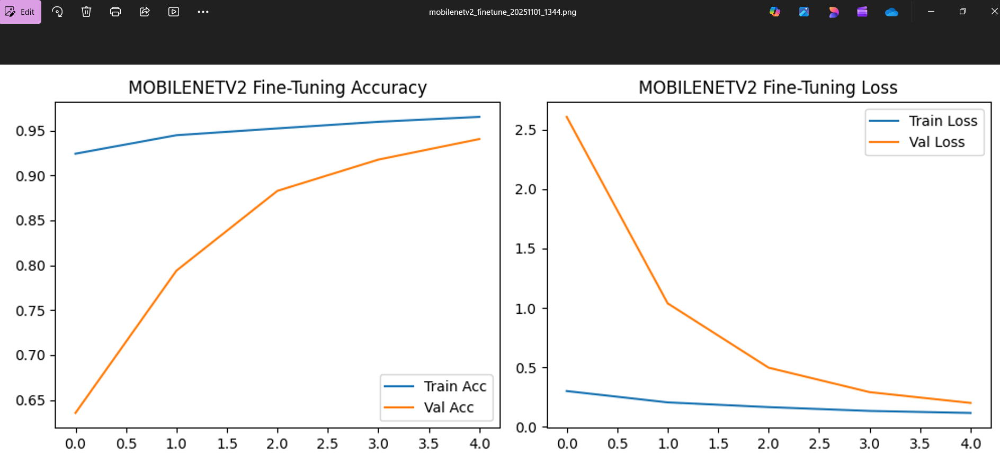 Edit
mobilenetv2_finetune_20251101_1344.png
MOBILENETV2 Fine-Tuning Accuracy
0.95
0.90
0.85
0.80
0.75
0.70
0.65
Train Acc
Val Acc
0.0 0.5 1.0 1.5 2.0 2.5 3.0 3.5 4.0
MOBILENETV2 Fine-Tuning Loss
2.5
2.0
1.5
1.0
0.5
0.0
Train Loss
Val Loss
0.0 0.5 1.0 1.5 2.0 2.5 3.0 3.5 4.0